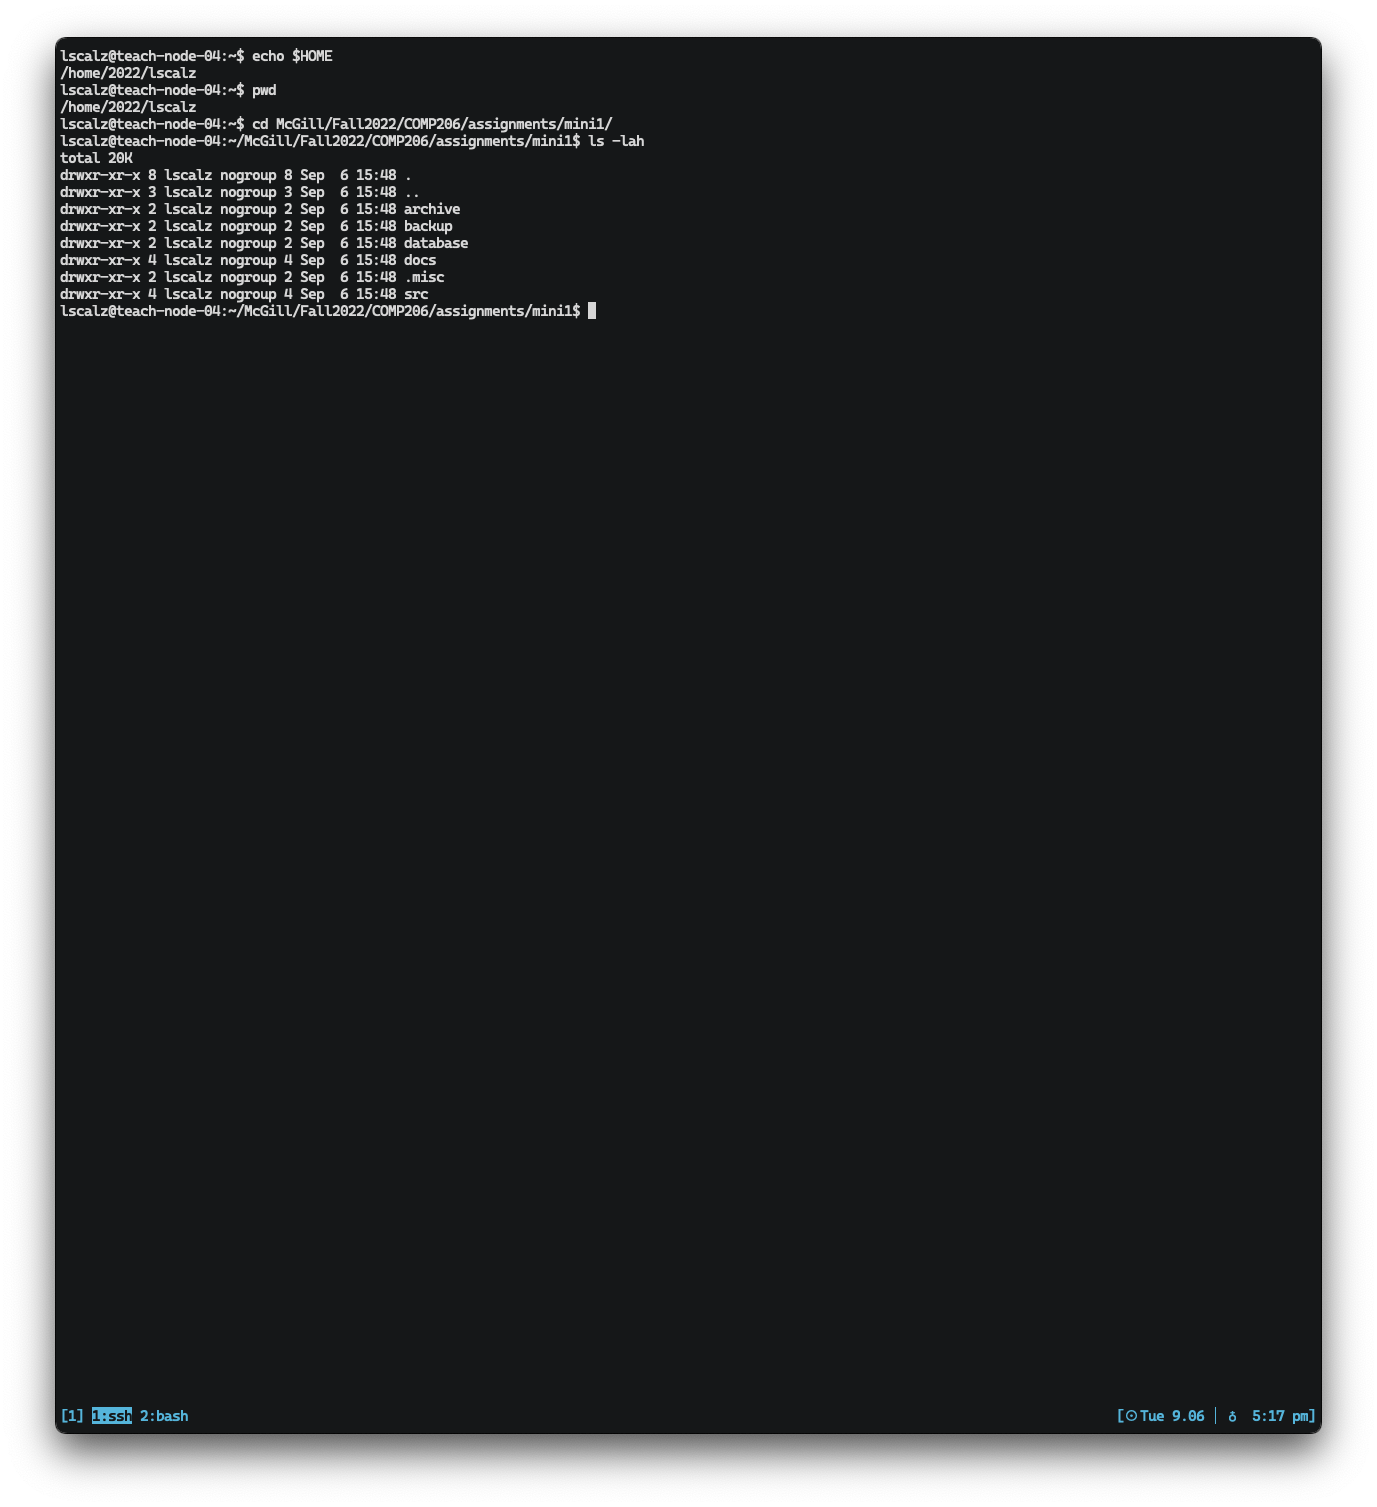 lscalz@teach-node-04:~$ echo $HOME
/home/2022/lscalz
lscalz@teach-node-04:~$ pwd
/home/2022/lscalz
lscalz@teach-node-04:~$ cd McGill/Fall2022/COMP206/assignments/mini1/
lscalz@teach-node-04:~/McGill/Fall2022/COMP206/assignments/mini1$ ls -lah
total 20K
drwxr-xr-x 8 lscalz nogroup 8 Sep  6 15:48 .
drwxr-xr-x 3 lscalz nogroup 3 Sep  6 15:48 ..
drwxr-xr-x 2 lscalz nogroup 2 Sep  6 15:48 archive
drwxr-xr-x 2 lscalz nogroup 2 Sep  6 15:48 backup
drwxr-xr-x 2 lscalz nogroup 2 Sep  6 15:48 database
drwxr-xr-x 4 lscalz nogroup 4 Sep  6 15:48 docs
drwxr-xr-x 2 lscalz nogroup 2 Sep  6 15:48 .misc
drwxr-xr-x 4 lscalz nogroup 4 Sep  6 15:48 src
lscalz@teach-node-04:~/McGill/Fall2022/COMP206/assignments/mini1$
[1] 1:ssh 2:bash [☉Tue 9.06 │ ♁ 5:17 pm]